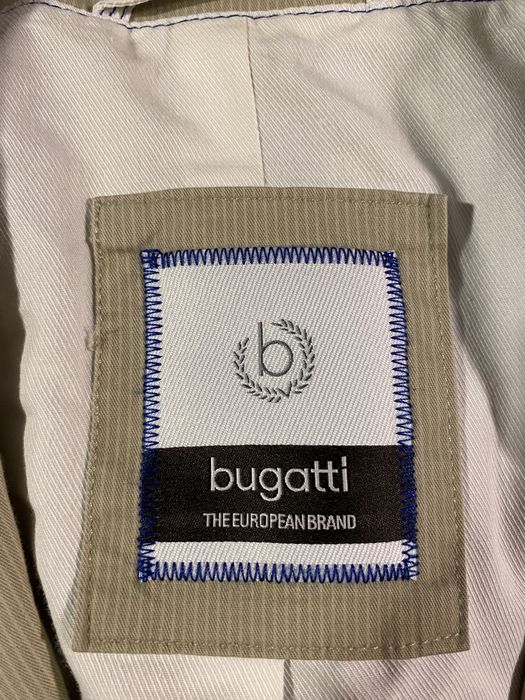 b
bugatti
THE EUROPEAN BRAND